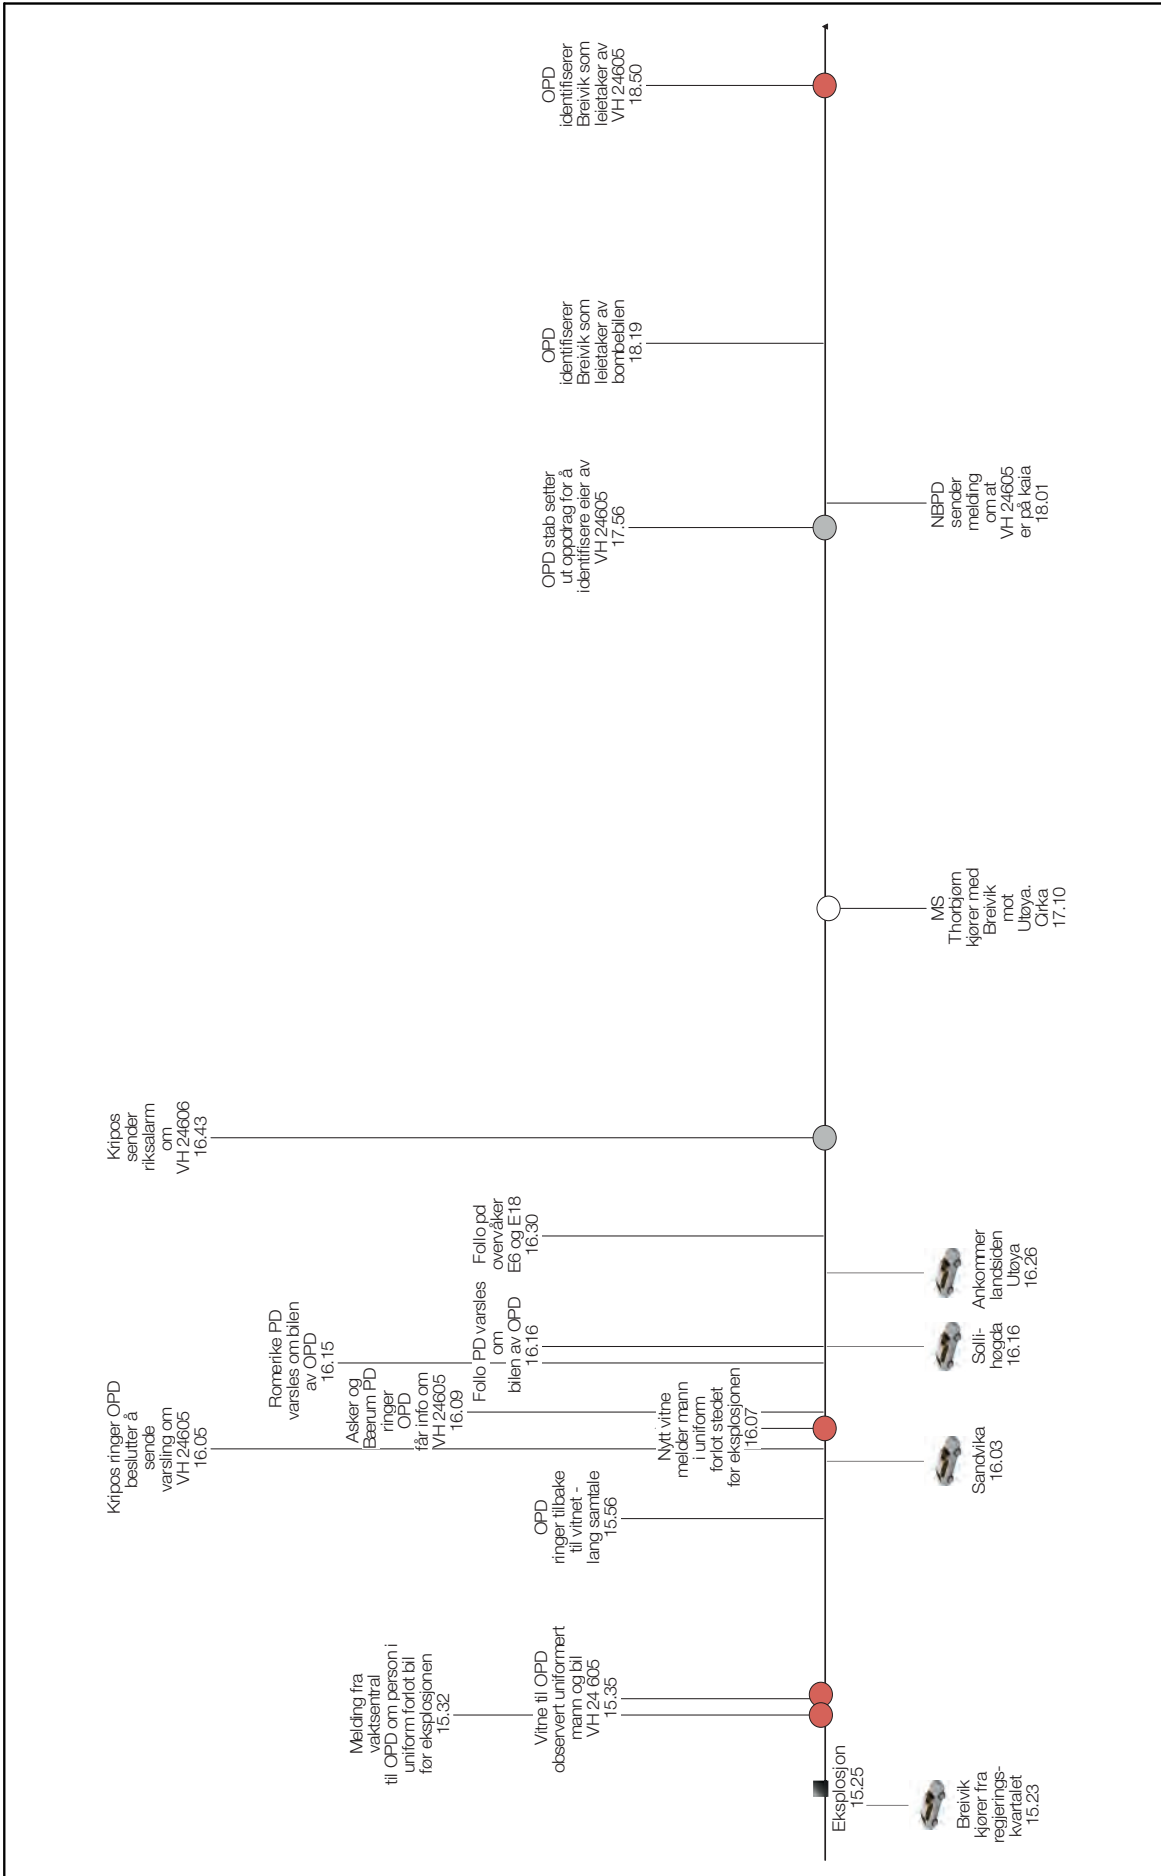 Breivik
kjører fra
regjerings-
kvartalet
15.23
Eksplosjon
15.25
Melding fra
vaktsentral
til OPD om person i
uniform forlot bil
før eksplosjonen
15.32
Vitne til OPD
observert uniformert
mann og bil
VH 24 605
15.35
OPD
ringer tilbake
til vitnet -
lang samtale
15.56
Sandvika
16.03
Kripos ringer OPD
beslutter å
sende
varsling om
VH 24605
16.05
Nytt vitne
melder mann
i uniform
forlot stedet
før eksplosjonen
16.07
Asker og
Bærum PD
ringer
OPD
får info om
VH 24605
16.09
Romerike PD
varsles om bilen
av OPD
16.15
Follo PD varsles
om
bilen av OPD
16.16
Solli-
høgda
16.16
Ankommer
landsiden
Utøya
16.26
Follo pd
overvåker
E6 og E18
16.30
Kripos
sender
riksalarm
om
VH 24606
16.43
MS
Thorbjørn
kjører med
Breivik
mot
Utøya.
Cirka
17.10
OPD stab setter
ut oppdrag for å
identifisere eier av
VH 24605
17.56
NBPD
sender
melding
om at
VH 24605
er på kaia
18.01
OPD
identifiserer
Breivik som
leietaker av
bombebilen
18.19
OPD
identifiserer
Breivik som
leietaker av
VH 24605
18.50